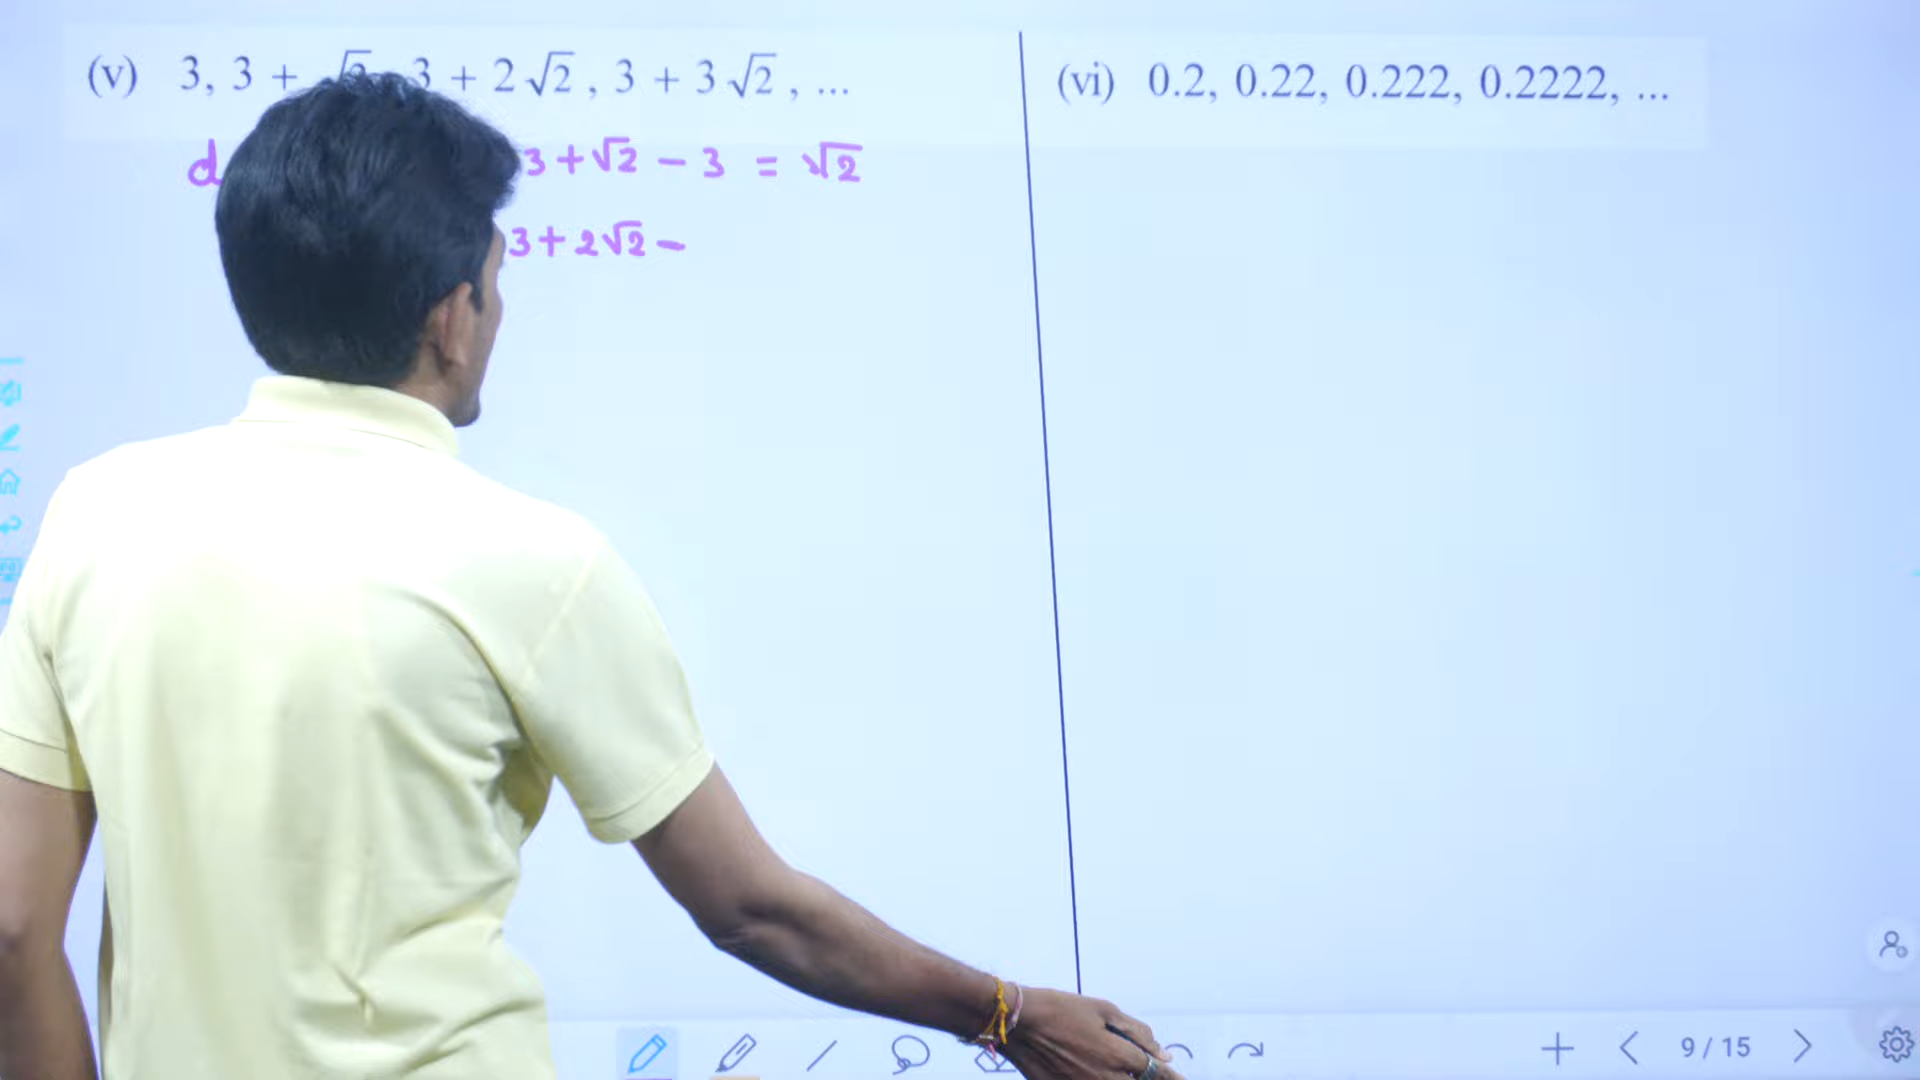 (v) 3, 3 + √2, 3 + 2√2, 3 + 3√2, ...
d 3+√2 − 3 = √2
3+2√2 −
(vi) 0.2, 0.22, 0.222, 0.2222, ...
9/15